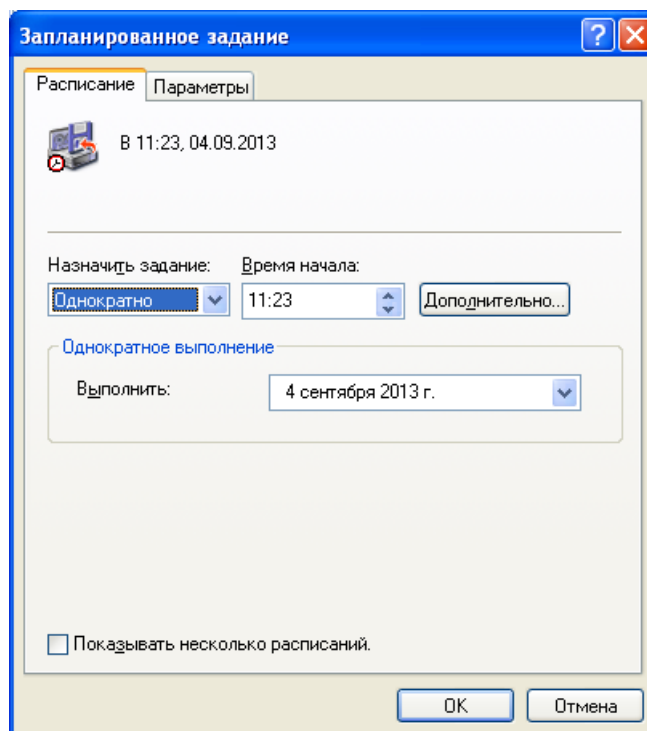 Запланированное задание
Расписание Параметры
В 11:23, 04.09.2013
Назначить задание: Время начала:
Однократно 11:23 Дополнительно...
Однократное выполнение
Выполнить: 4 сентября 2013 г.
Показывать несколько расписаний.
OK Отмена